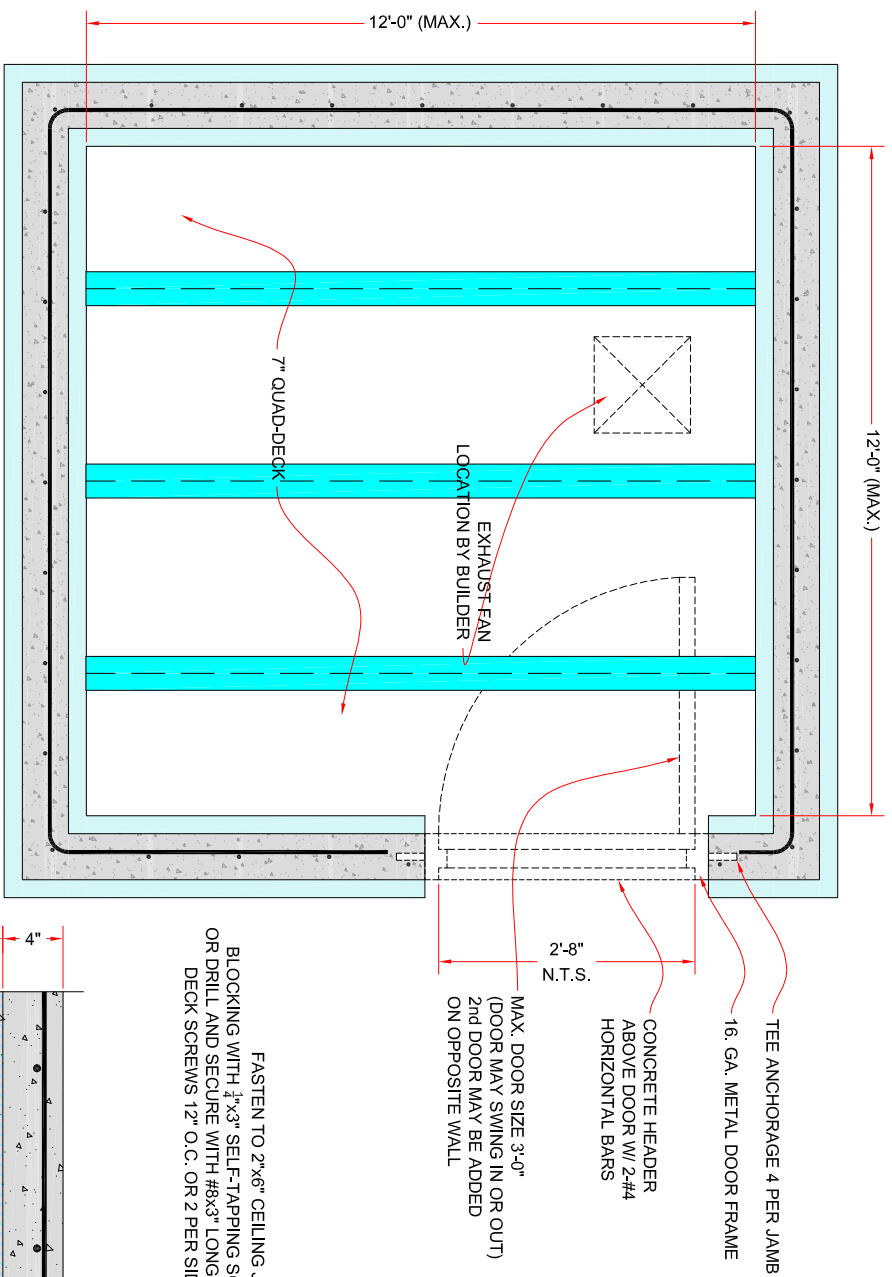 12'-0" (MAX.)
12'-0" (MAX.)
7" QUAD-DECK
EXHAUST FAN
LOCATION BY BUILDER
TEE ANCHORAGE 4 PER JAMB
16. GA. METAL DOOR FRAME
CONCRETE HEADER
ABOVE DOOR W/ 2-#4
HORIZONTAL BARS
2'-8"
N.T.S.
MAX. DOOR SIZE 3'-0"
(DOOR MAY SWING IN OR OUT)
2nd DOOR MAY BE ADDED
ON OPPOSITE WALL
FASTEN TO 2"x6" CEILING
BLOCKING WITH ¼"x3" SELF-TAPPING
OR DRILL AND SECURE WITH #8x3" LONG
DECK SCREWS 12" O.C. OR 2 PER
4"